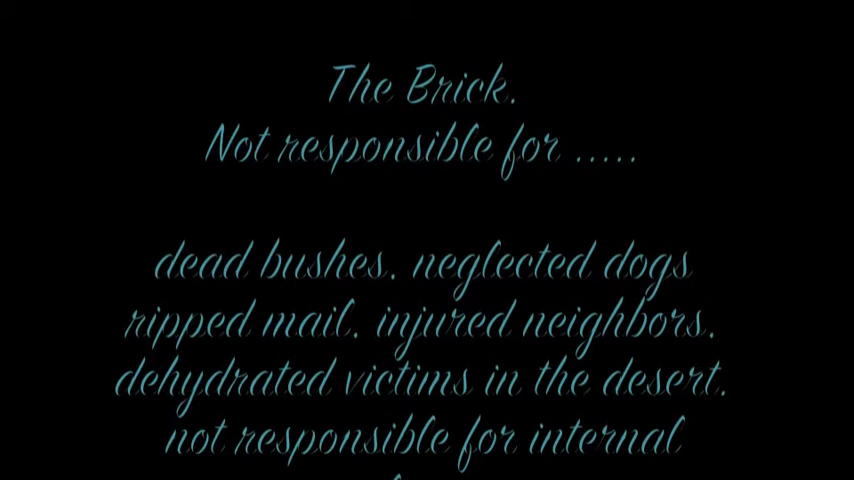 The Brick.
Not responsible for .....
dead bushes. neglected dogs
ripped mail. injured neighbors.
dehydrated victims in the desert.
not responsible for internal